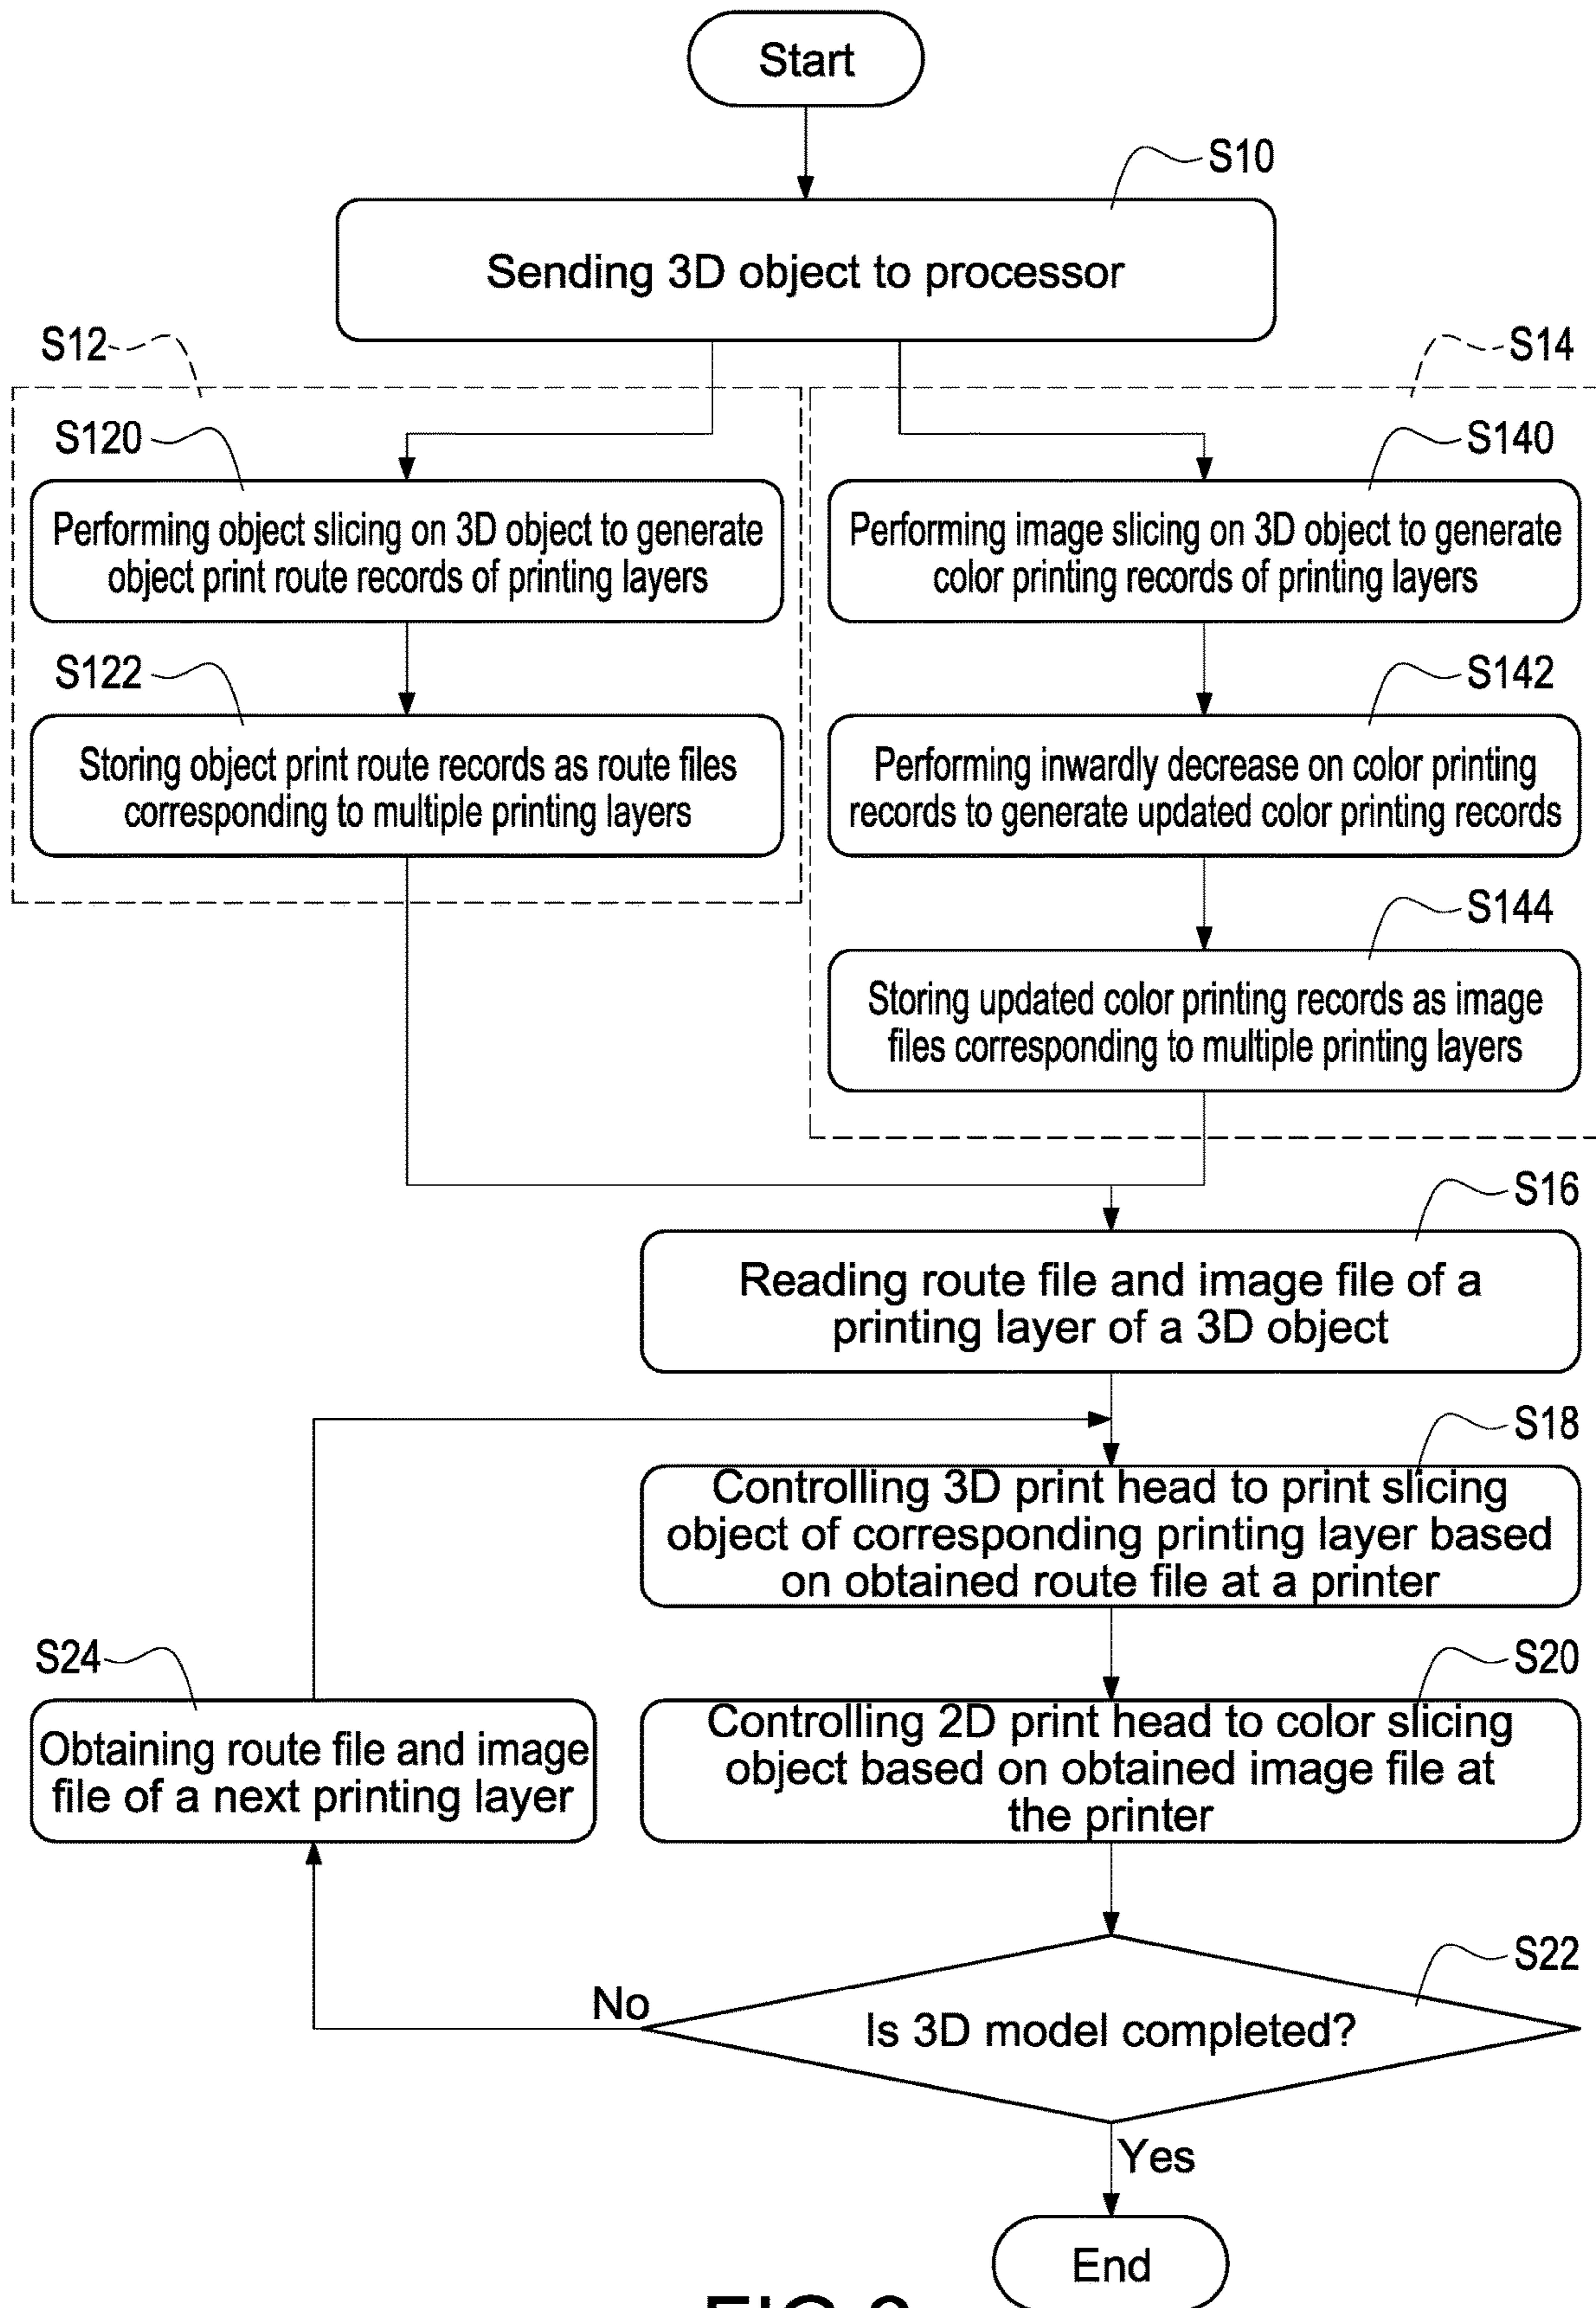 Start
S10
Sending 3D object to processor
S12
S14
S120
Performing object slicing on 3D object to generate
object print route records of printing layers
S140
Performing image slicing on 3D object to generate
color printing records of printing layers
S122
Storing object print route records as route files
corresponding to multiple printing layers
S142
Performing inwardly decrease on color printing
records to generate updated color printing records
S144
Storing updated color printing records as image
files corresponding to multiple printing layers
S16
Reading route file and image file of a
printing layer of a 3D object
S18
Controlling 3D print head to print slicing
object of corresponding printing layer based
on obtained route file at a printer
S24
Obtaining route file and image
file of a next printing layer
S20
Controlling 2D print head to color slicing
object based on obtained image file at
the printer
S22
No
Is 3D model completed?
Yes
End